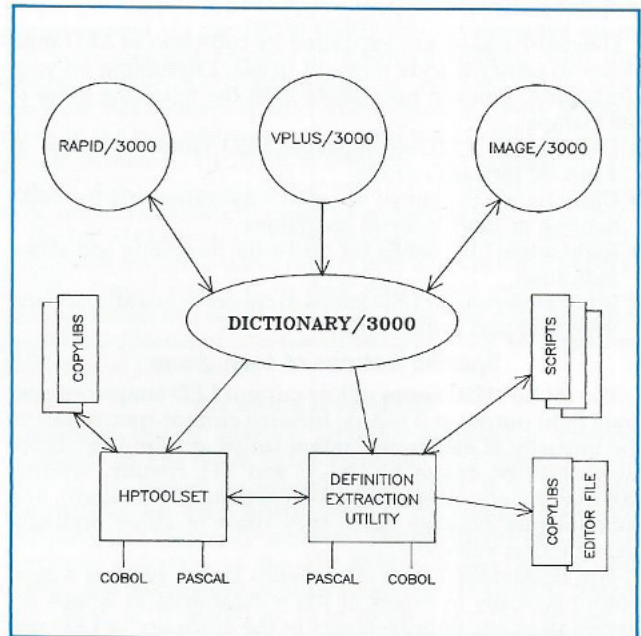 RAPID/3000
VPLUS/3000
IMAGE/3000
DICTIONARY/3000
COPYLIBS
SCRIPTS
HPTOOLSET
DEFINITION
EXTRACTION
UTILITY
COPYLIBS
EDITOR FILE
COBOL
PASCAL
PASCAL
COBOL